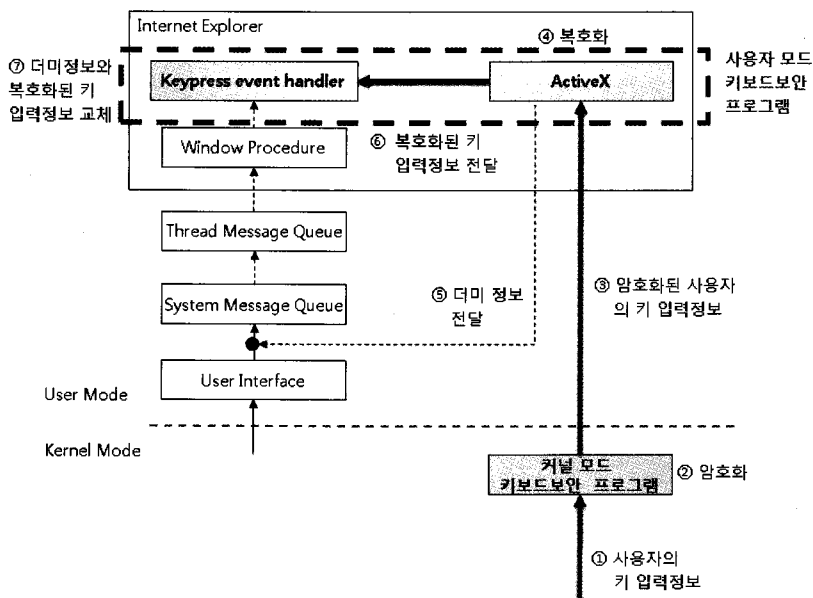 Internet Explorer
④ 복호화
⑦ 더미정보와
복호화된 키
입력정보 교체
Keypress event handler
ActiveX
사용자 모드
키보드보안
프로그램
Window Procedure
⑥ 복호화된 키
입력정보 전달
Thread Message Queue
System Message Queue
⑤ 더미 정보
전달
③ 암호화된 사용자
의 키 입력정보
User Interface
User Mode
Kernel Mode
커널 모드
키보드보안 프로그램
② 암호화
① 사용자의
키 입력정보